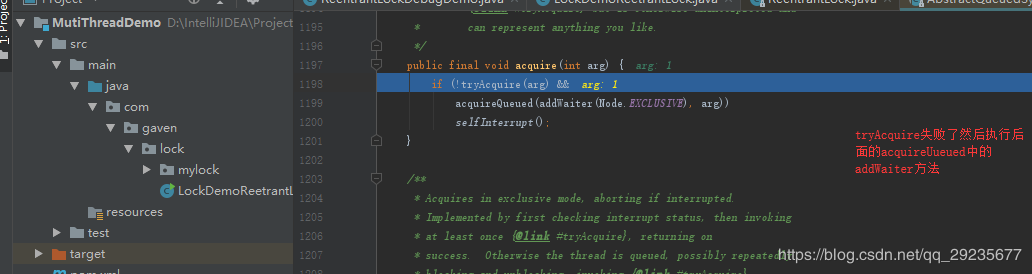 Project
ReentrantLockDebugDemo.java
LockDemoReetrantLock.java
ReentrantLock.java
1: Project
MutiThreadDemo D:\IntelliJIDEA\Project
src
main
java
com
gaven
lock
mylock
LockDemoReetrantL
resources
test
target
1195 * can represent anything you like.
1196 */
1197 public final void acquire(int arg) { arg: 1
1198 if (!tryAcquire(arg) && arg: 1
1199 acquireQueued(addWaiter(Node.EXCLUSIVE), arg))
1200 selfInterrupt();
1201 }
1202
1203 /**
1204 * Acquires in exclusive mode, aborting if interrupted.
1205 * Implemented by first checking interrupt status, then invoking
1206 * at least once {@link #tryAcquire}, returning on
1207 * success. Otherwise the thread is queued, possibly repeatedly
tryAcquire失败了然后执行后
面的acquireUueued中的
addWaiter方法
https://blog.csdn.net/qq_29235677